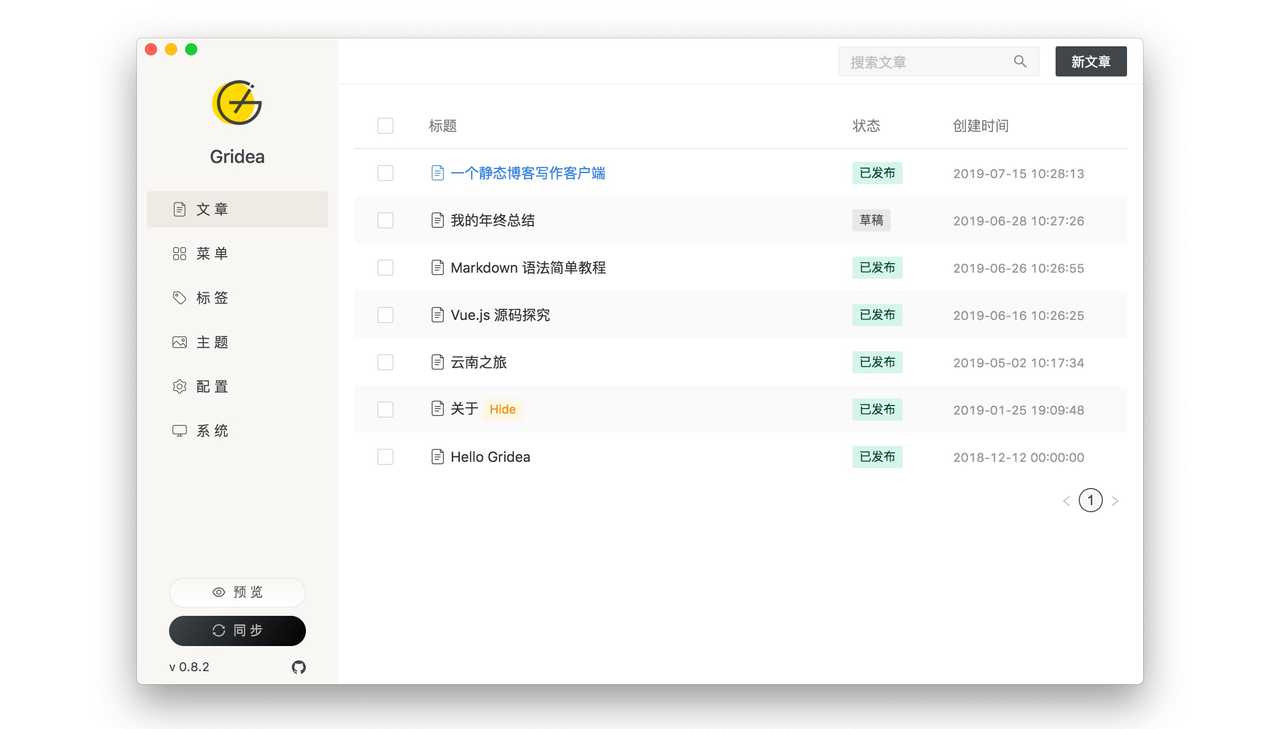 搜索文章
新文章
Gridea
文章
菜单
标签
主题
配置
系统
标题 状态 创建时间
一个静态博客写作客户端 已发布 2019-07-15 10:28:13
我的年终总结 草稿 2019-06-28 10:27:26
Markdown 语法简单教程 已发布 2019-06-26 10:26:55
Vue.js 源码探究 已发布 2019-06-16 10:26:25
云南之旅 已发布 2019-05-02 10:17:34
关于 Hide 已发布 2019-01-25 19:09:48
Hello Gridea 已发布 2018-12-12 00:00:00
< 1 >
预览
同步
v 0.8.2